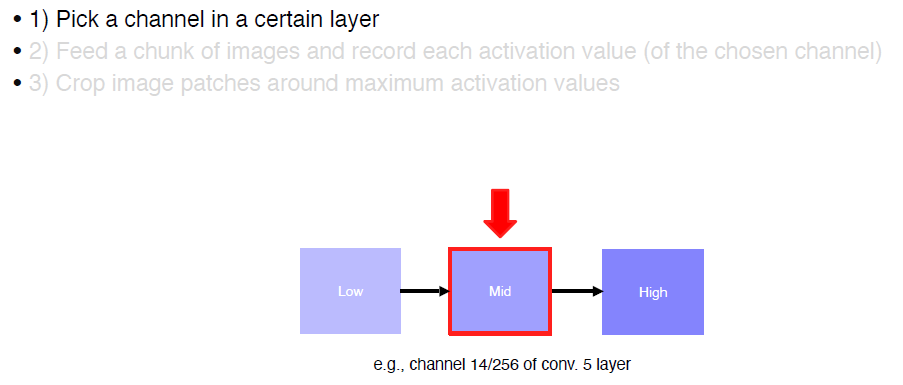 • 1) Pick a channel in a certain layer
• 2) Feed a chunk of images and record each activation value (of the chosen channel)
• 3) Crop image patches around maximum activation values
Low
Mid
High
e.g., channel 14/256 of conv. 5 layer